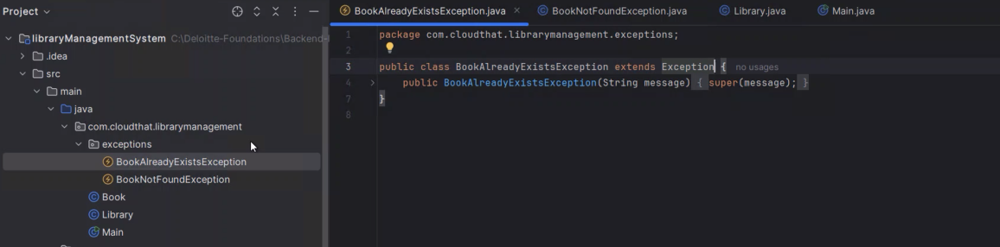 Project
libraryManagementSystem C:\Deloitte-Foundations\Backend-
.idea
src
main
java
com.cloudthat.librarymanagement
exceptions
BookAlreadyExistsException
BookNotFoundException
Book
Library
Main
BookAlreadyExistsException.java BookNotFoundException.java Library.java Main.java
1 package com.cloudthat.librarymanagement.exceptions;
2
3 public class BookAlreadyExistsException extends Exception { no usages
4 public BookAlreadyExistsException(String message) { super(message); }
7 }
8